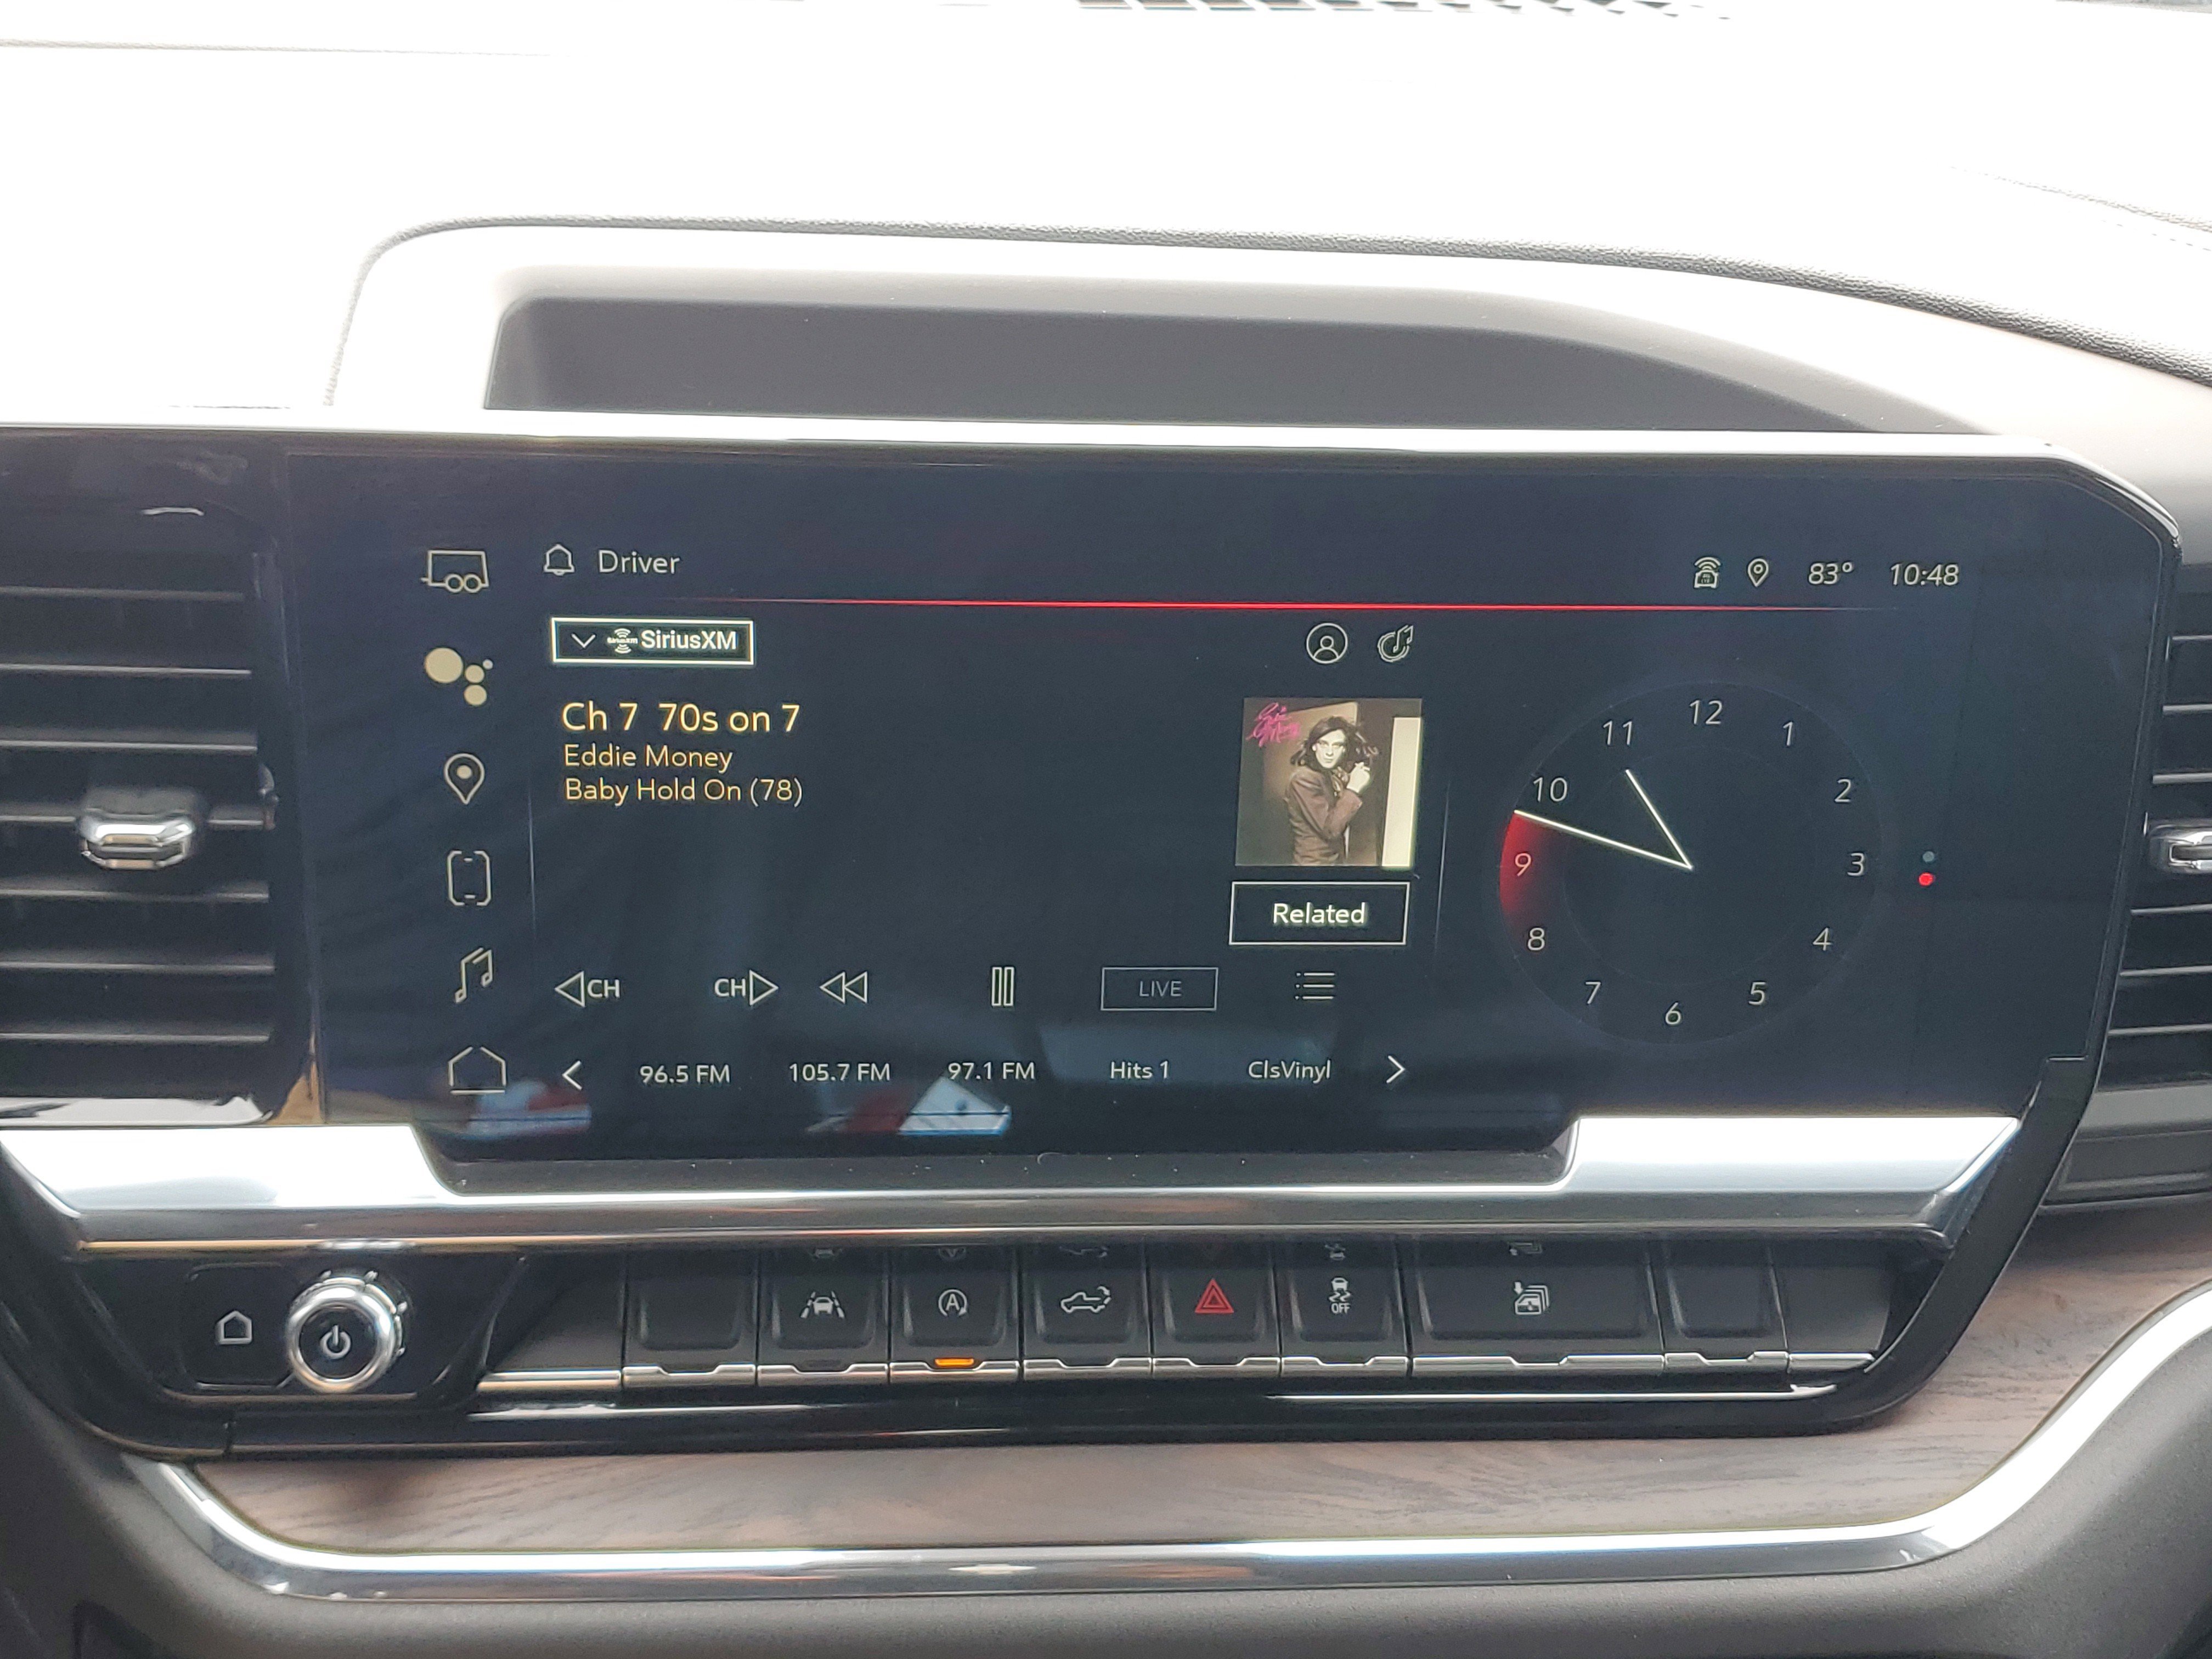 Driver
83° 10:48
SiriusXM
Ch 7 70s on 7
Eddie Money
Baby Hold On (78)
Related
CH
CH
LIVE
96.5 FM 105.7 FM 97.1 FM Hits 1 ClsVinyl
12
1
2
3
4
5
6
7
8
9
10
11
A
OFF